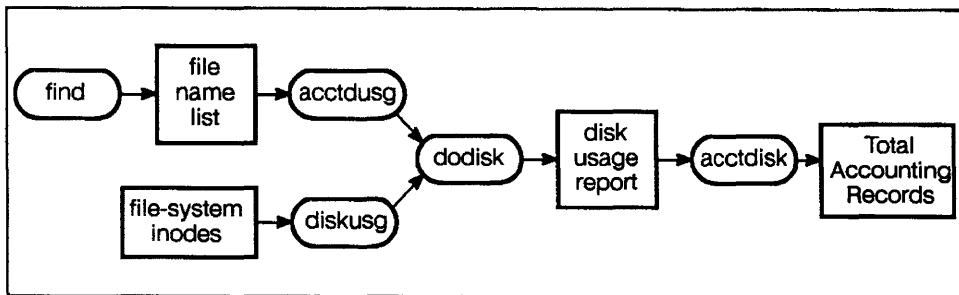 find
file
name
list
acctdusg
file-system
inodes
diskusg
dodisk
disk
usage
report
acctdisk
Total
Accounting
Records